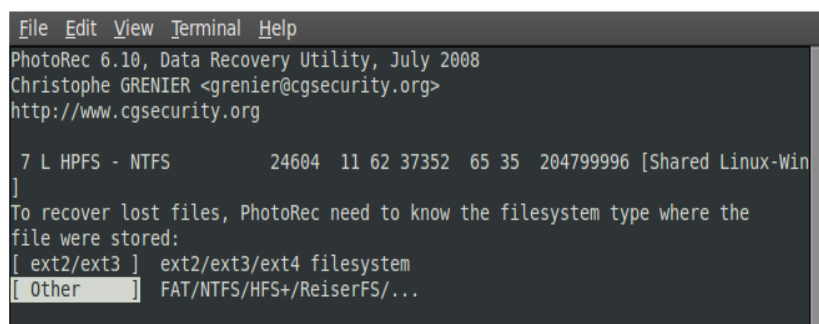 File Edit View Terminal Help
PhotoRec 6.10, Data Recovery Utility, July 2008
Christophe GRENIER <grenier@cgsecurity.org>
http://www.cgsecurity.org
7 L HPFS - NTFS 24604 11 62 37352 65 35 204799996 [Shared Linux-Win
]
To recover lost files, PhotoRec need to know the filesystem type where the
file were stored:
[ ext2/ext3 ] ext2/ext3/ext4 filesystem
[ Other ] FAT/NTFS/HFS+/ReiserFS/...